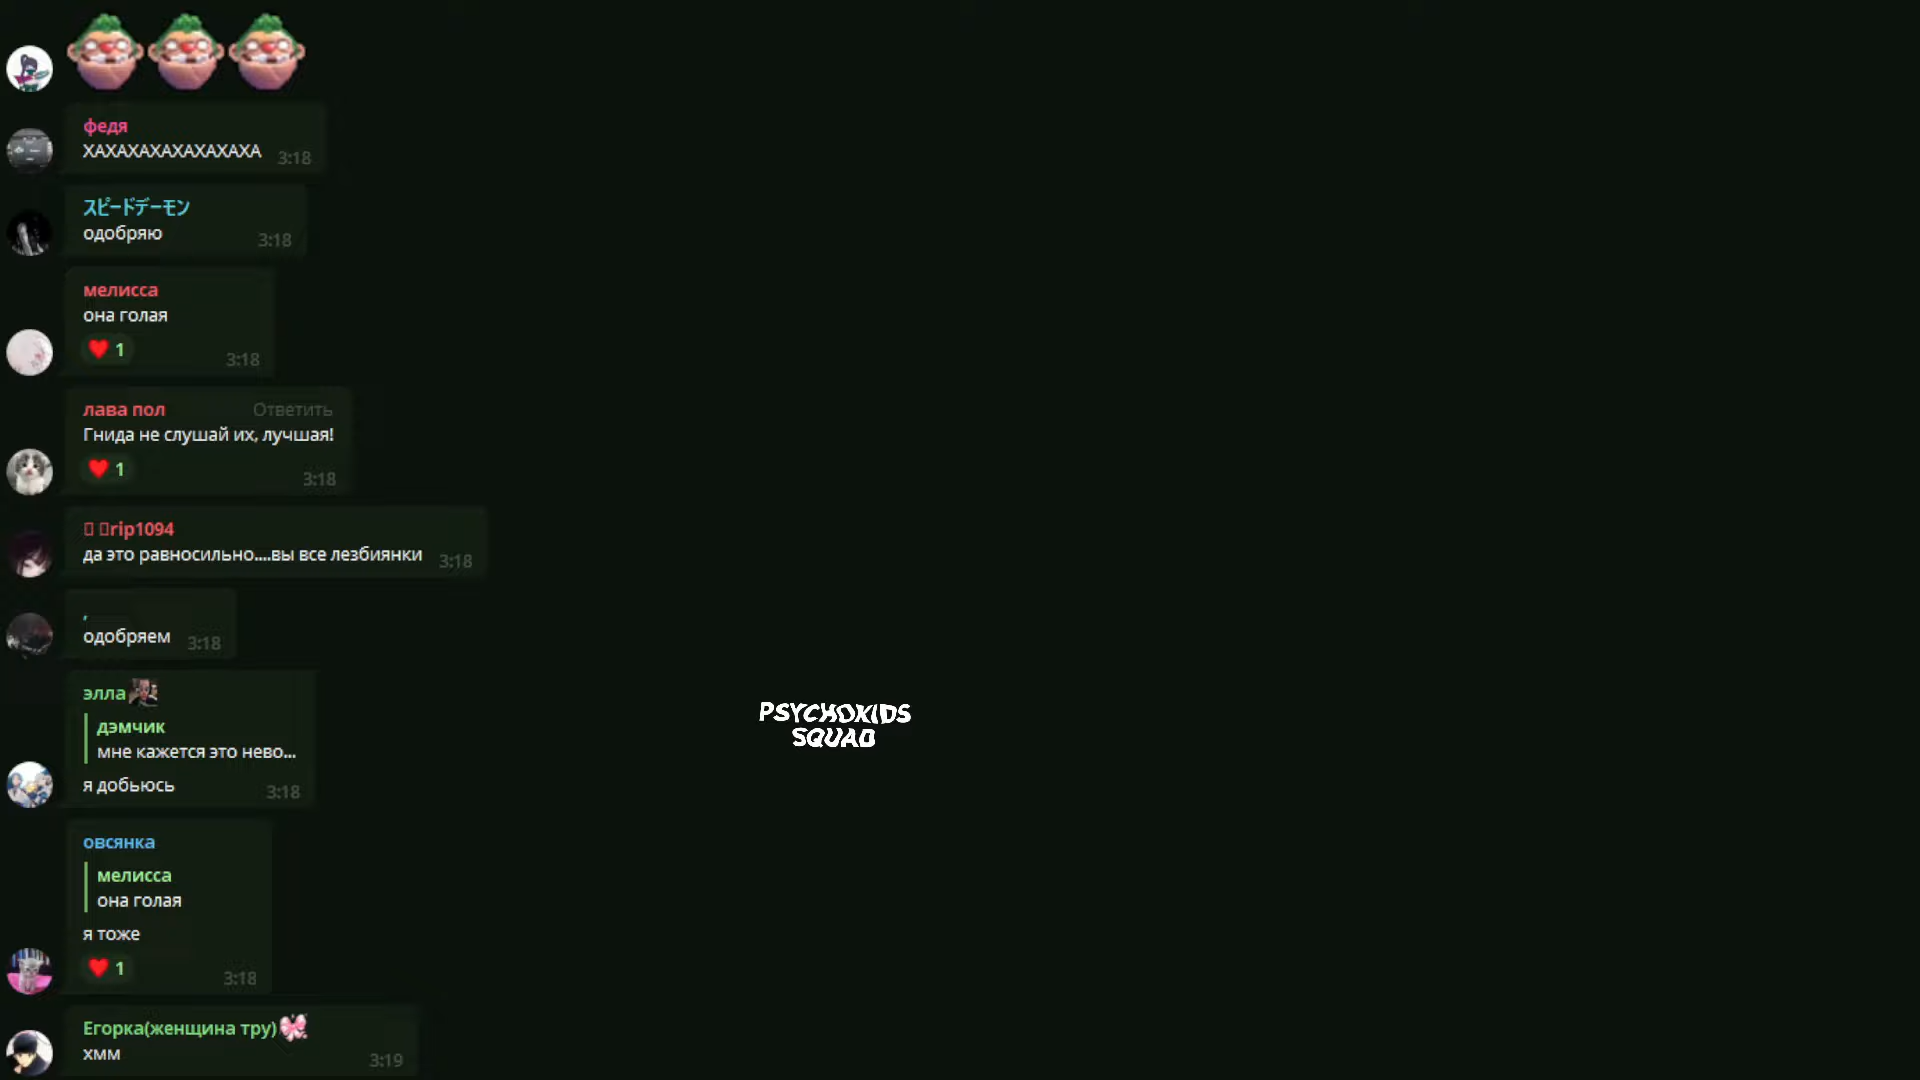 федя
ХАХАХАХАХАХАХАХА 3:18
スピードデーモン
одобряю 3:18
мелисса
она голая
1 3:18
лава пол Ответить
Гнида не слушай их, лучшая!
1 3:18
rip1094
да это равносильно....вы все лезбиянки 3:18
,
одобряем 3:18
элла
дэмчик
мне кажется это нево...
я добьюсь 3:18
овсянка
мелисса
она голая
я тоже
1 3:18
Егорка(женщина тру)
хмм 3:19
PSYCHOKIDS
SQUAD